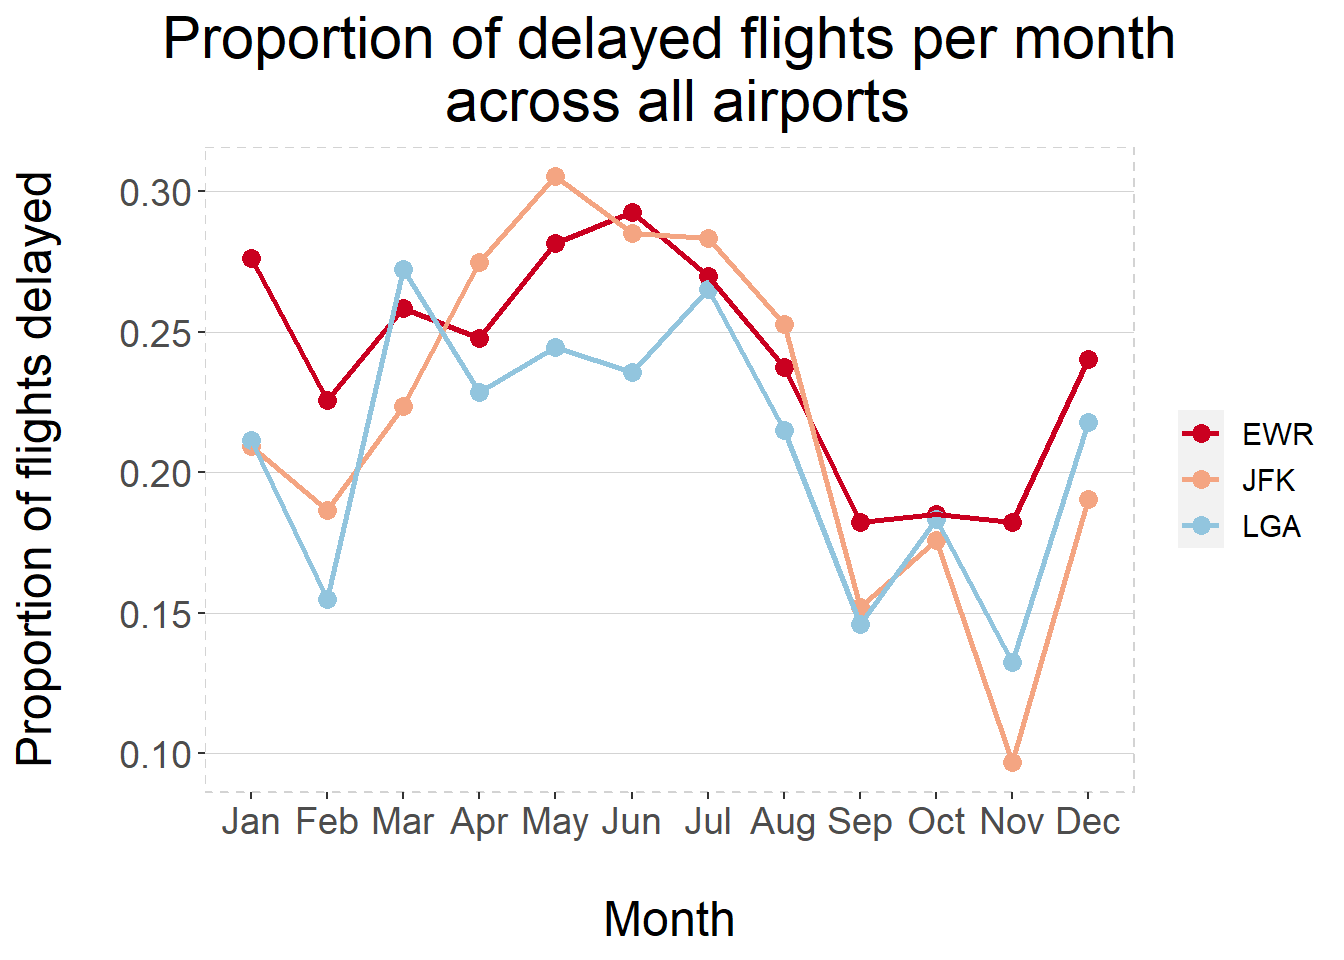 Proportion of delayed flights per month
across all airports
Proportion of flights delayed
0.30
0.25
0.20
0.15
0.10
Jan Feb Mar Apr May Jun Jul Aug Sep Oct Nov Dec
Month
EWR
JFK
LGA